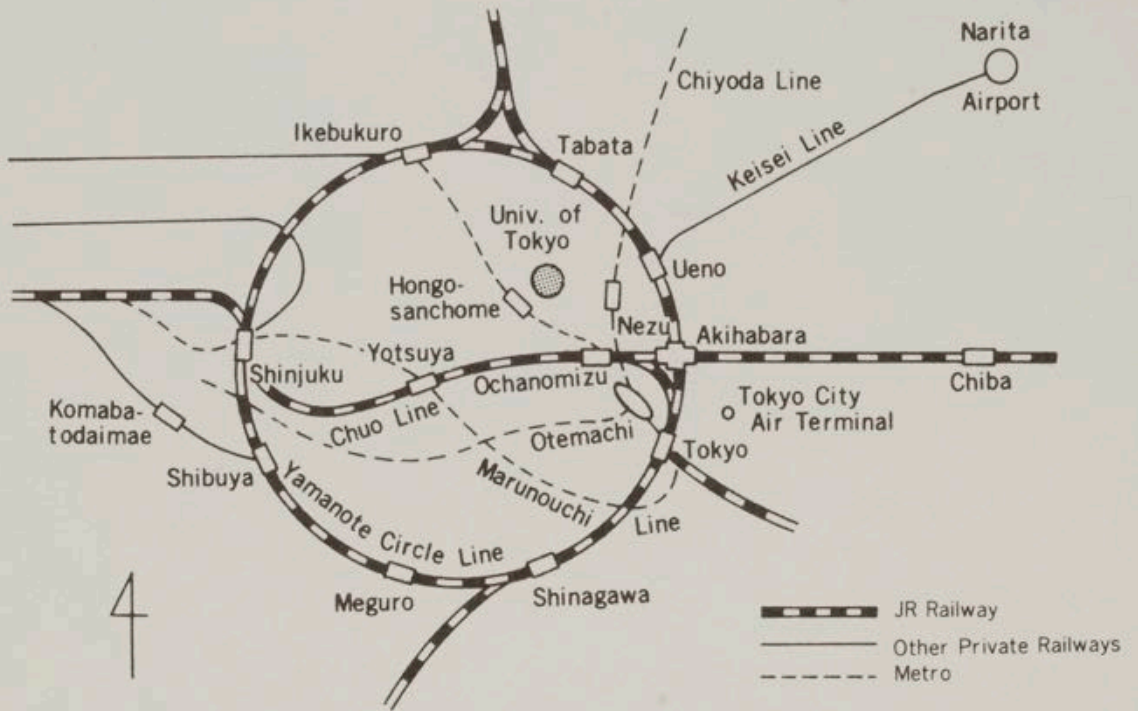 Narita
Airport
Chiyoda Line
Keisei Line
Ikebukuro
Tabata
Univ. of
Tokyo
Ueno
Hongo-
sanchome
Nezu
Akihabara
Yotsuya
Shinjuku
Ochanomizu
Chiba
Chuo Line
Komaba-
todaimae
Tokyo City
Air Terminal
Otemachi
Tokyo
Shibuya
Marunouchi
Line
Yamanote Circle Line
Meguro
Shinagawa
JR Railway
Other Private Railways
Metro